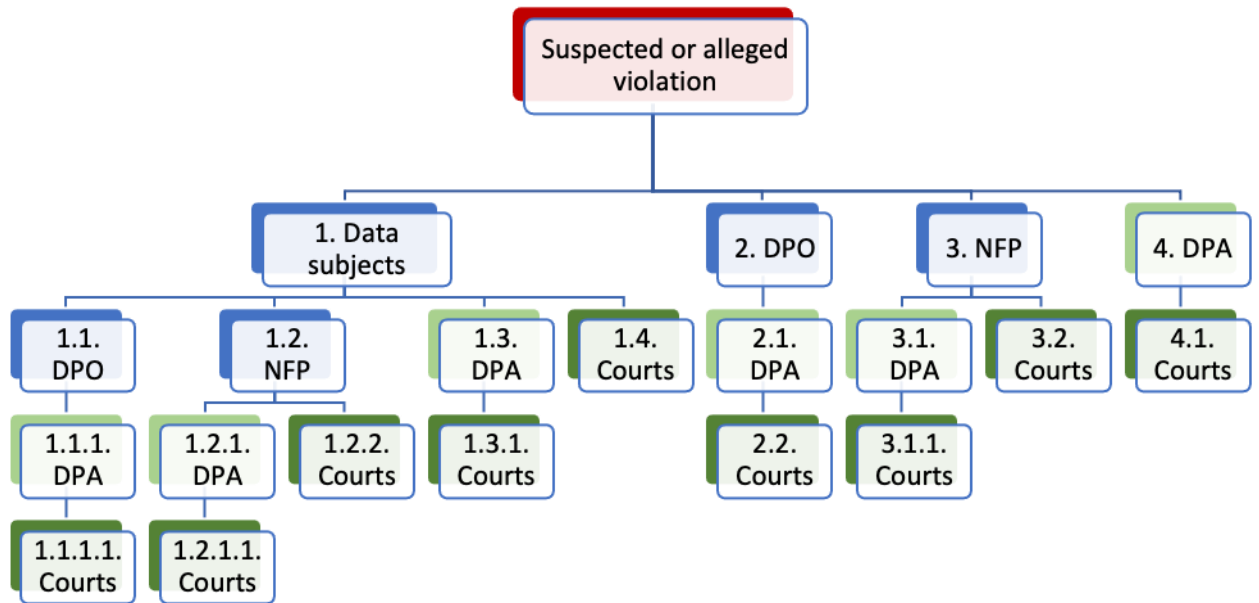 Suspected or alleged
violation
1. Data
subjects
2. DPO
3. NFP
4. DPA
1.1.
DPO
1.2.
NFP
1.3.
DPA
1.4.
Courts
2.1.
DPA
3.1.
DPA
3.2.
Courts
4.1.
Courts
1.1.1.
DPA
1.2.1.
DPA
1.2.2.
Courts
1.3.1.
Courts
2.2.
Courts
3.1.1.
Courts
1.1.1.1.
Courts
1.2.1.1.
Courts